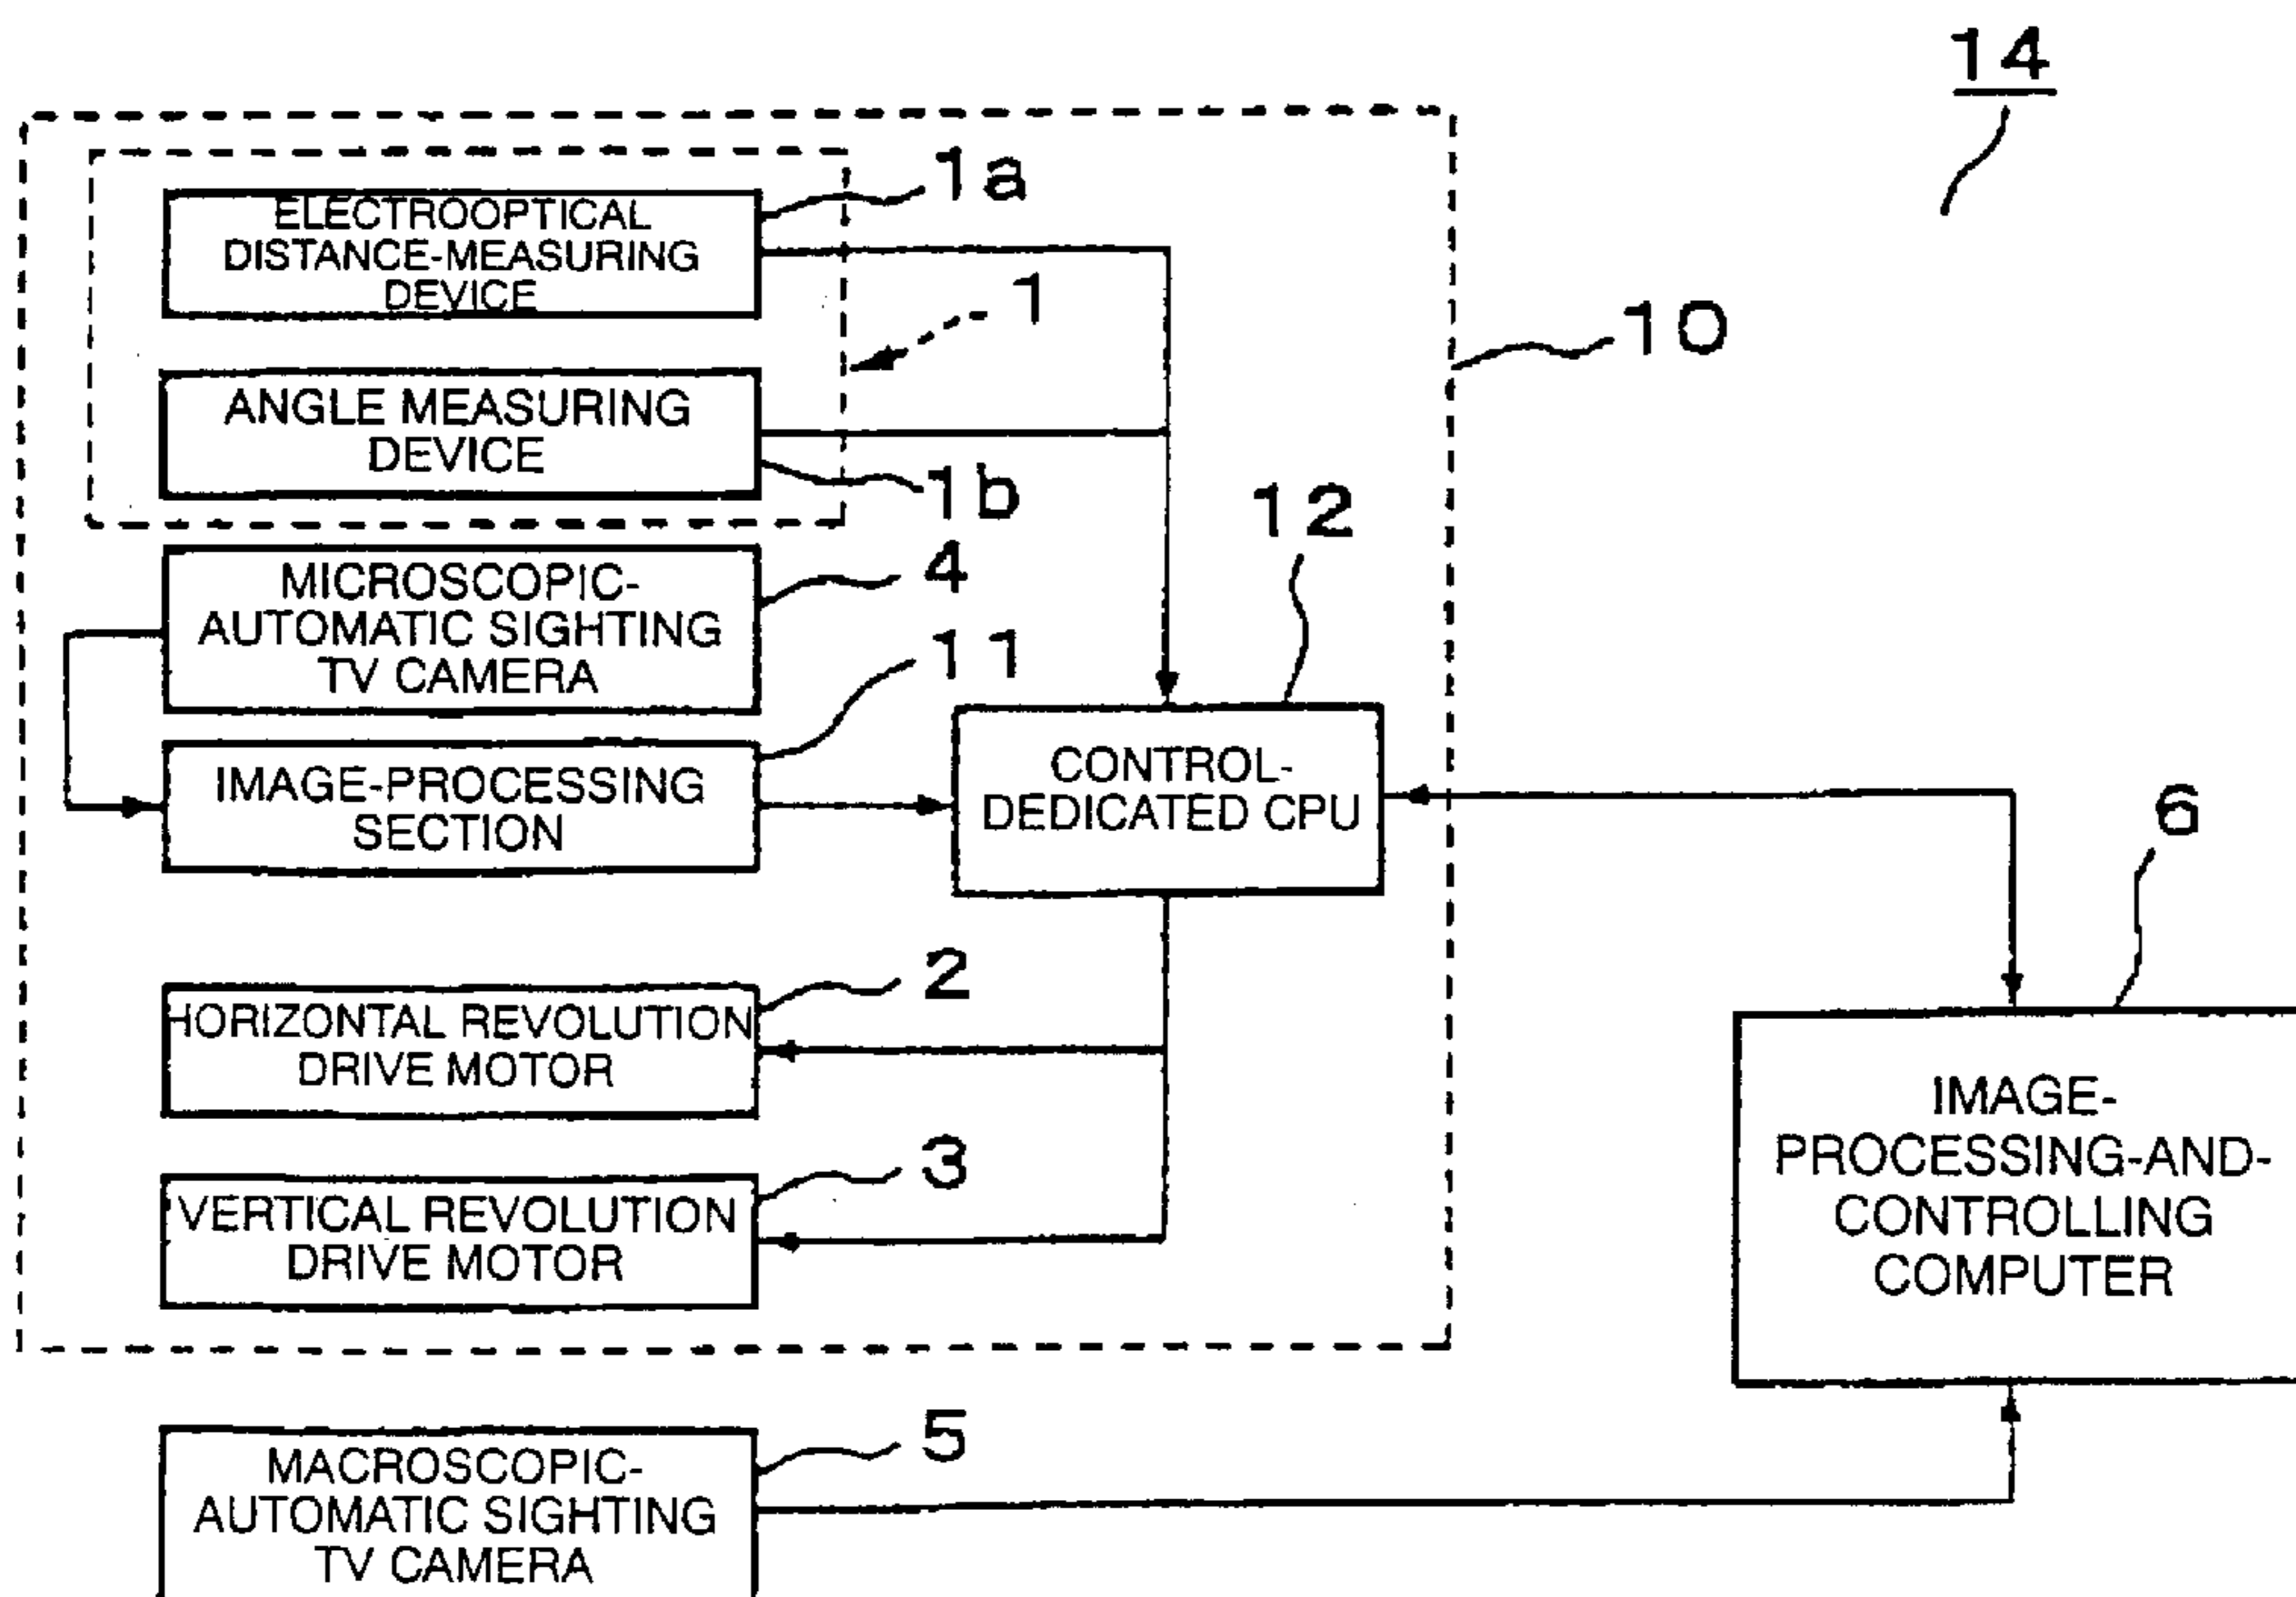 14
1a
ELECTROOPTICAL
DISTANCE-MEASURING
DEVICE
1
10
ANGLE MEASURING
DEVICE
1b
12
4
MICROSCOPIC-
AUTOMATIC SIGHTING
TV CAMERA
11
IMAGE-PROCESSING
SECTION
CONTROL-
DEDICATED CPU
6
2
HORIZONTAL REVOLUTION
DRIVE MOTOR
IMAGE-
PROCESSING-AND-
CONTROLLING
COMPUTER
3
VERTICAL REVOLUTION
DRIVE MOTOR
5
MACROSCOPIC-
AUTOMATIC SIGHTING
TV CAMERA